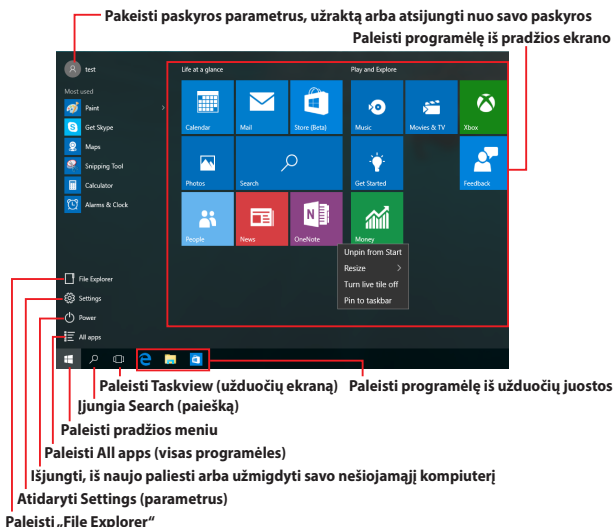 Pakeisti paskyros parametrus, užraktą arba atsijungti nuo savo paskyros
Paleisti programėlę iš pradžios ekrano
test
Most used
Paint
Get Skype
Maps
Snipping Tool
Calculator
Alarms & Clock
File Explorer
Settings
Power
All apps
Life at a glance
Calendar
Mail
Store (Beta)
Photos
Search
People
News
OneNote
Play and Explore
Music
Movies & TV
Xbox
Get Started
Feedback
Money
Unpin from Start
Resize
Turn live tile off
Pin to taskbar
Paleisti Taskview (užduočių ekraną)
Paleisti programėlę iš užduočių juostos
Įjungia Search (paiešką)
Paleisti pradžios meniu
Paleisti All apps (visas programėles)
Išjungti, iš naujo paliesti arba užmigdyti savo nešiojamąjį kompiuterį
Atidaryti Settings (parametrus)
Paleisti „File Explorer“